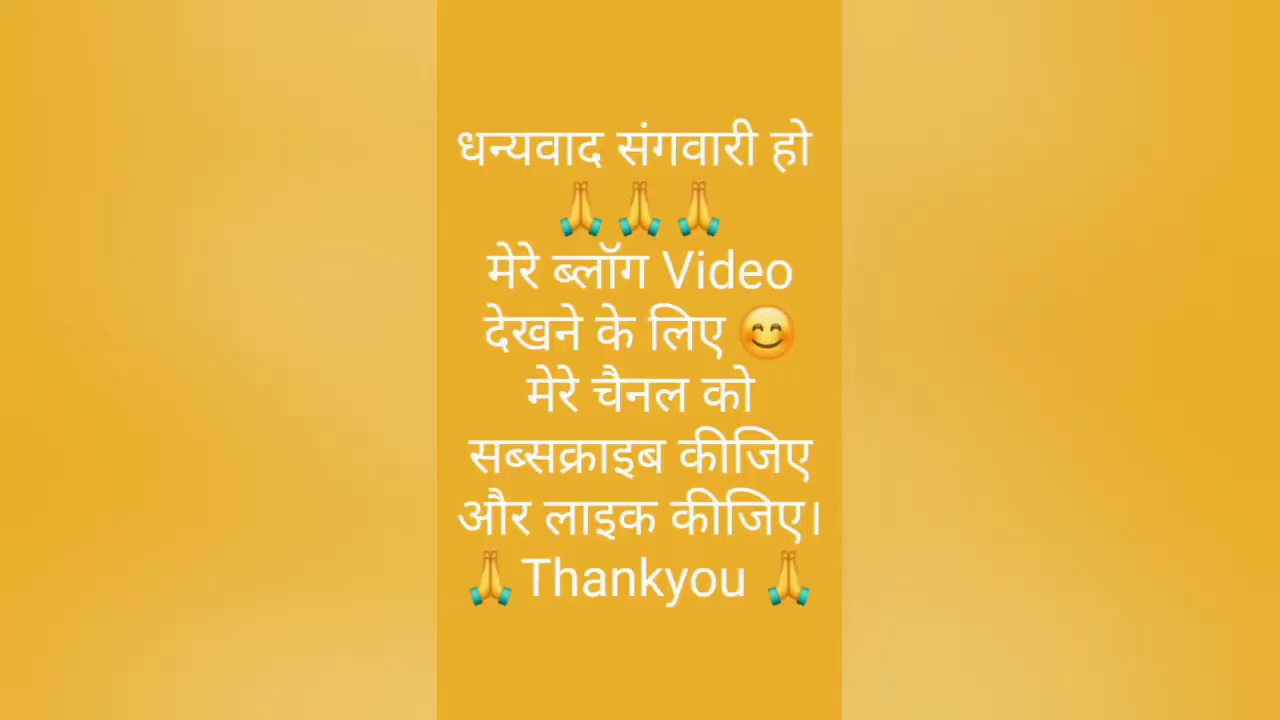 धन्यवाद संगवारी हो
🙏🙏🙏
मेरे ब्लॉग Video
देखने के लिए 😊
मेरे चैनल को
सब्सक्राइब कीजिए
और लाइक कीजिए।
🙏Thankyou 🙏